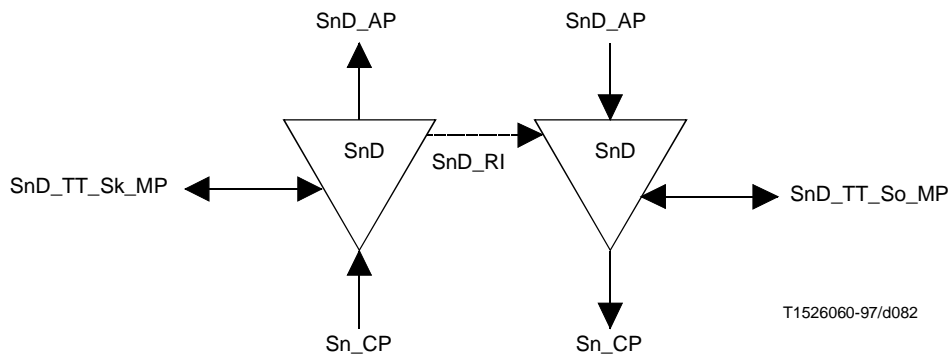 SnD_AP
SnD_AP
SnD
SnD
SnD_RI
SnD_TT_Sk_MP
SnD_TT_So_MP
Sn_CP
Sn_CP
T1526060-97/d082